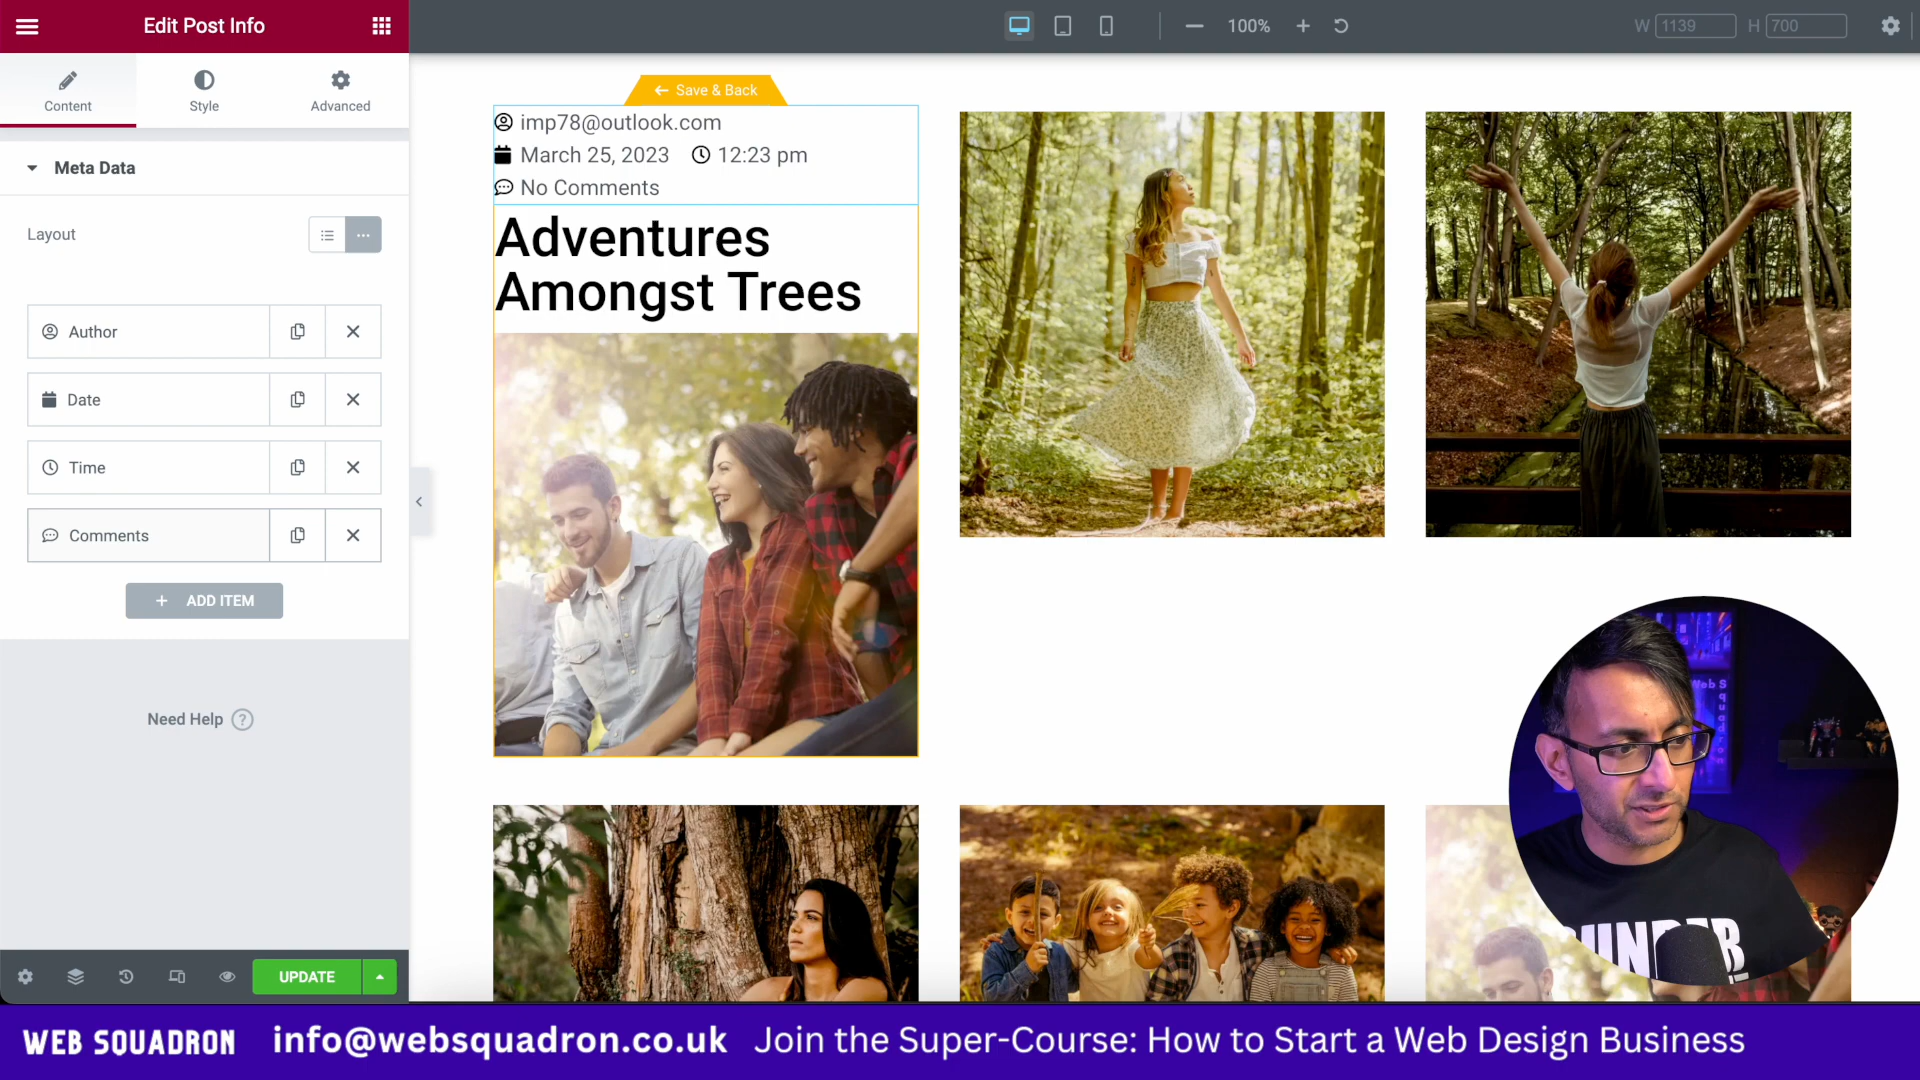 Edit Post Info
100%
W 1139 H 700
Content
Style
Advanced
Meta Data
Layout
Author
Date
Time
Comments
+ ADD ITEM
Need Help ?
UPDATE
← Save & Back
imp78@outlook.com
March 25, 2023 12:23 pm
No Comments
Adventures
Amongst Trees
WEB SQUADRON info@websquadron.co.uk Join the Super-Course: How to Start a Web Design Business